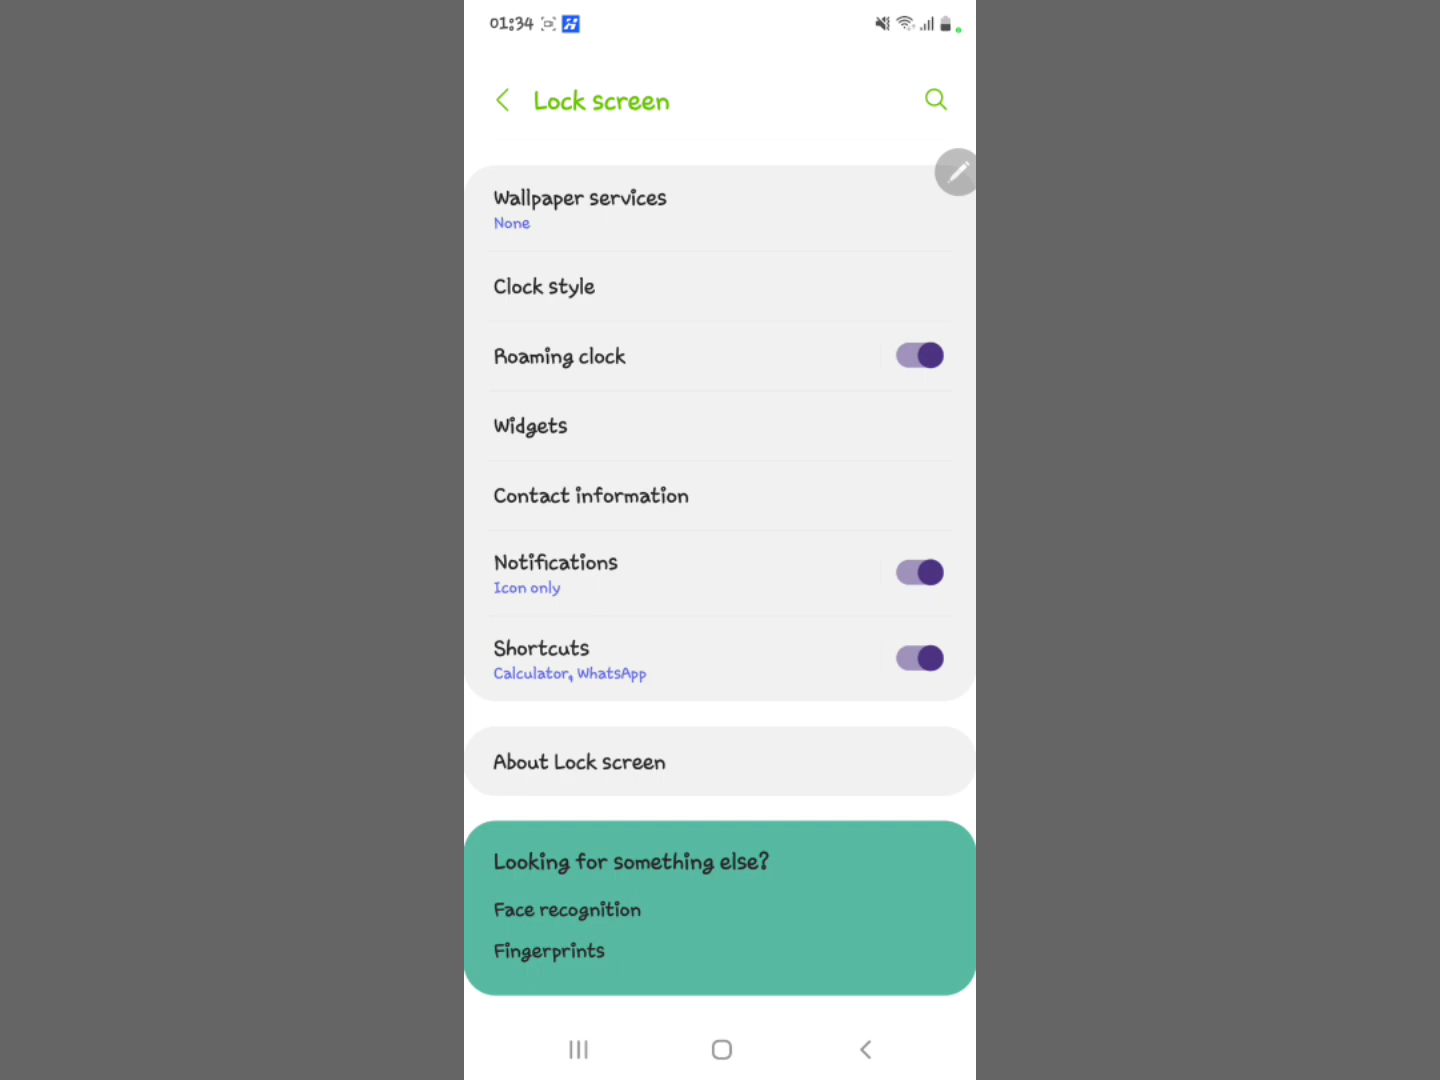 01:34
Lock screen
Wallpaper services
None
Clock style
Roaming clock
Widgets
Contact information
Notifications
Icon only
Shortcuts
Calculator, WhatsApp
About Lock screen
Looking for something else?
Face recognition
Fingerprints